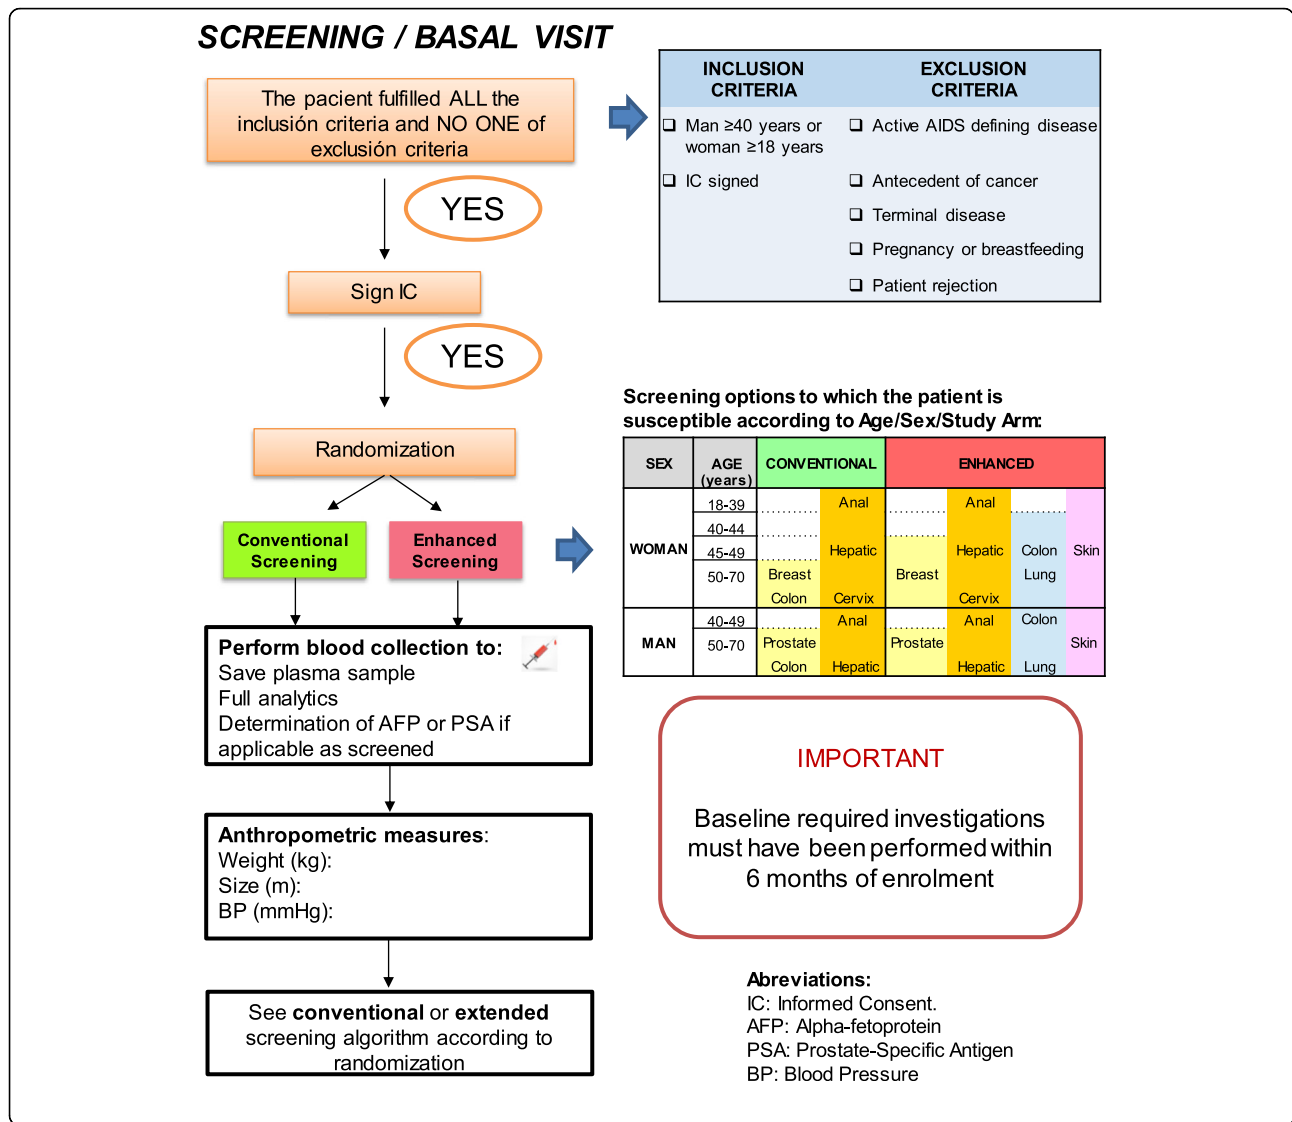 SCREENING / BASAL VISIT
The pacient fulfilled ALL the
inclusión criteria and NO ONE of
exclusión criteria
YES
Sign IC
YES
Randomization
Conventional
Screening
Enhanced
Screening
Perform blood collection to:
Save plasma sample
Full analytics
Determination of AFP or PSA if
applicable as screened
Anthropometric measures:
Weight (kg):
Size (m):
BP (mmHg):
See conventional or extended
screening algorithm according to
randomization
INCLUSION
CRITERIA
EXCLUSION
CRITERIA
Man ≥40 years or
woman ≥18 years
IC signed
Active AIDS defining disease
Antecedent of cancer
Terminal disease
Pregnancy or breastfeeding
Patient rejection
Screening options to which the patient is
susceptible according to Age/Sex/Study Arm:
SEX AGE (years) CONVENTIONAL ENHANCED
WOMAN
18-39 Anal Anal
40-44
45-49 Hepatic Hepatic Colon Skin
50-70 Breast Breast Lung
Colon Cervix Cervix
MAN
40-49 Anal Anal Colon
50-70 Prostate Prostate Skin
Colon Hepatic Hepatic Lung
IMPORTANT
Baseline required investigations
must have been performed within
6 months of enrolment
Abreviations:
IC: Informed Consent.
AFP: Alpha-fetoprotein
PSA: Prostate-Specific Antigen
BP: Blood Pressure